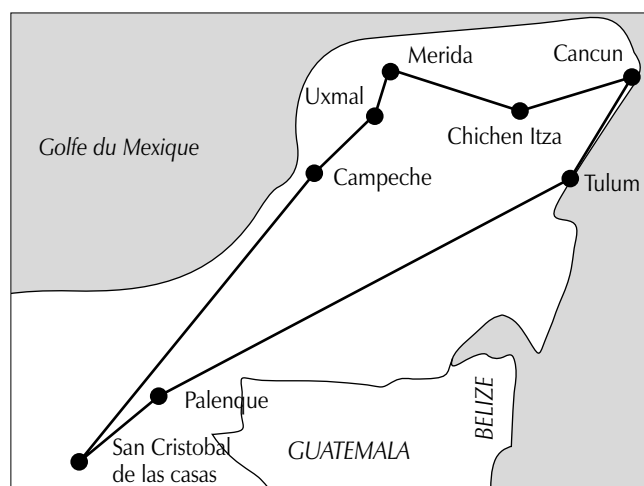 Merida
Cancun
Uxmal
Golfe du Mexique
Chichen Itza
Campeche
Tulum
Palenque
BELIZE
San Cristobal
de las casas
GUATEMALA